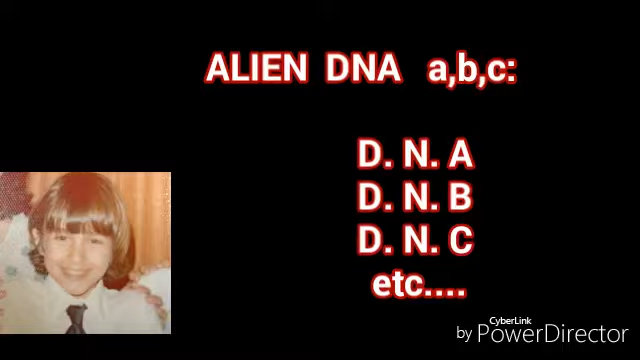 ALIEN DNA a,b,c:
D. N. A
D. N. B
D. N. C
etc....
CyberLink
by PowerDirector